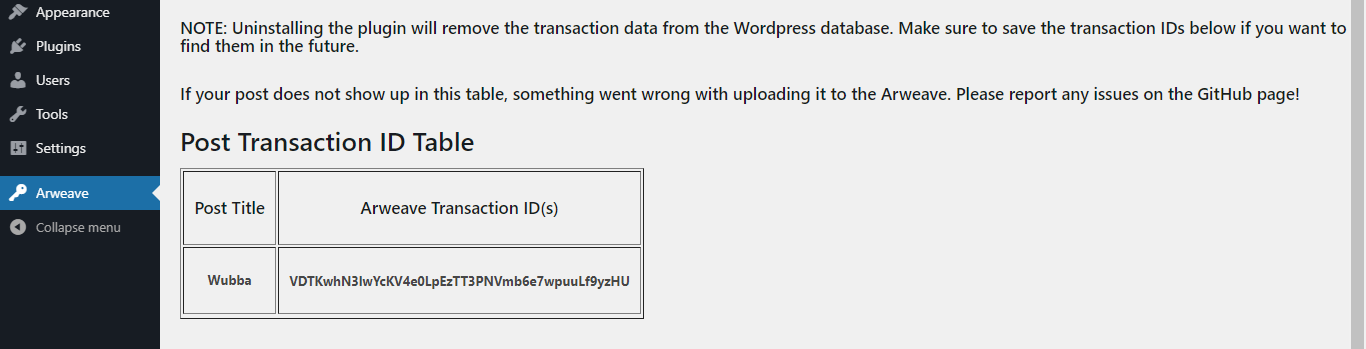 Appearance
Plugins
Users
Tools
Settings
Arweave
Collapse menu
NOTE: Uninstalling the plugin will remove the transaction data from the Wordpress database. Make sure to save the transaction IDs below if you want to
find them in the future.
If your post does not show up in this table, something went wrong with uploading it to the Arweave. Please report any issues on the GitHub page!
Post Transaction ID Table
Post Title Arweave Transaction ID(s)
Wubba VDTKwhN3lwYcKV4e0LpEzTT3PNVmb6e7wpuuLf9yzHU